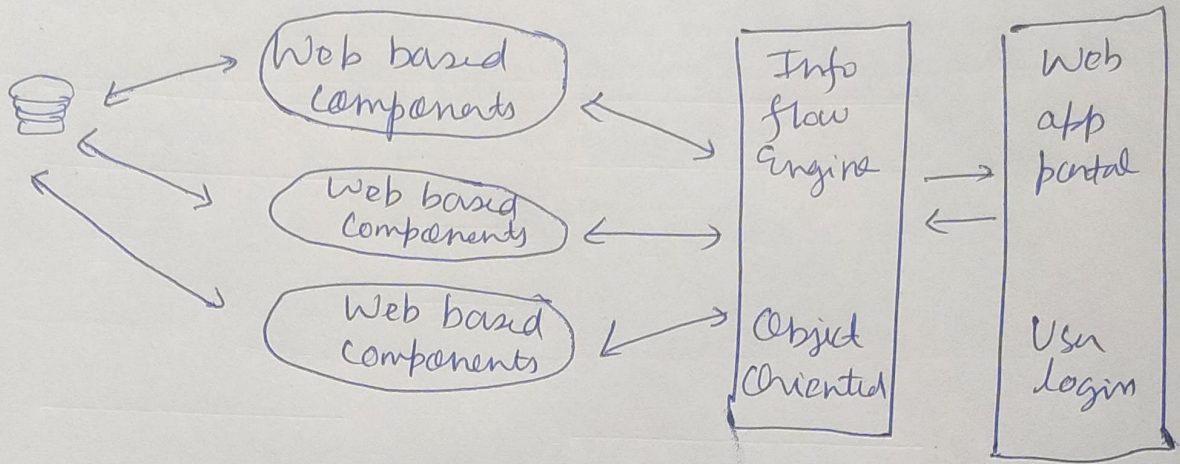 Web based
components
Web based
components
Web based
components
Info
flow
Engine
Object
Oriented
Web
app
portal
User
login